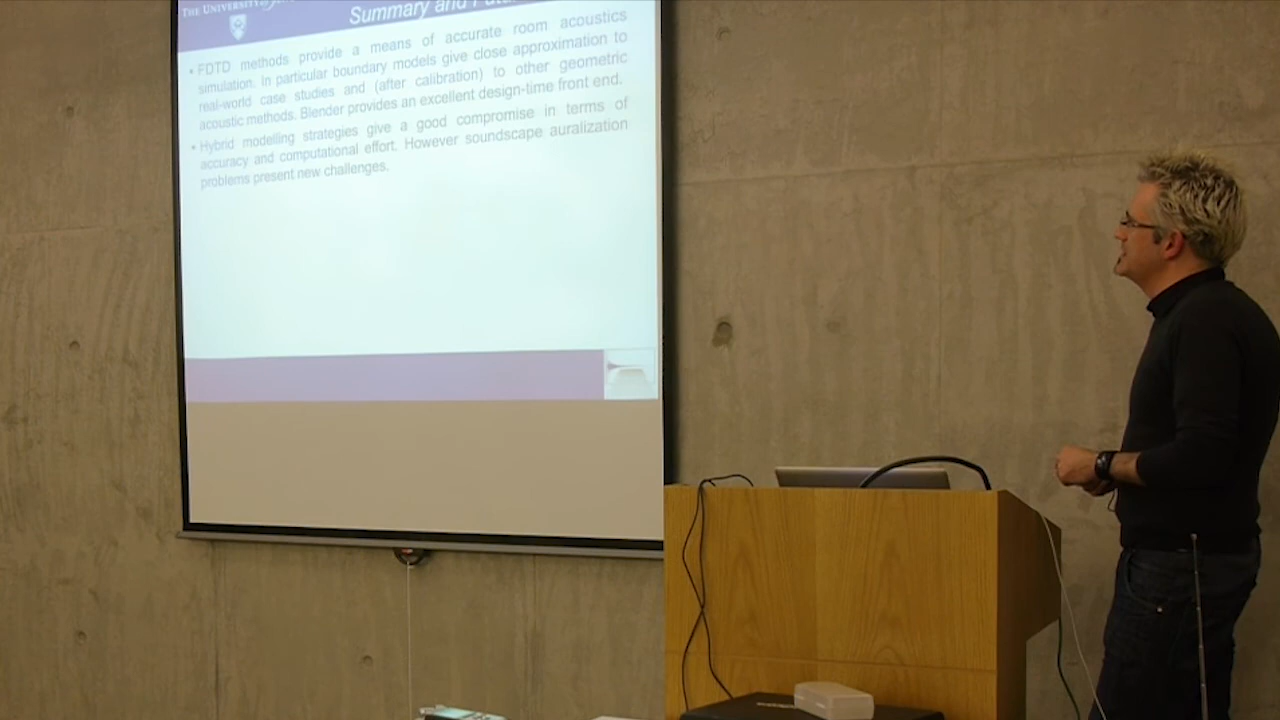 THE UNIVERSITY of
Summary and
• FDTD methods provide a means of accurate room acoustics
simulation. In particular boundary models give close approximation to
real-world case studies and (after calibration) to other geometric
acoustic methods. Blender provides an excellent design-time front end.
• Hybrid modelling strategies give a good compromise in terms of
accuracy and computational effort. However soundscape auralization
problems present new challenges.